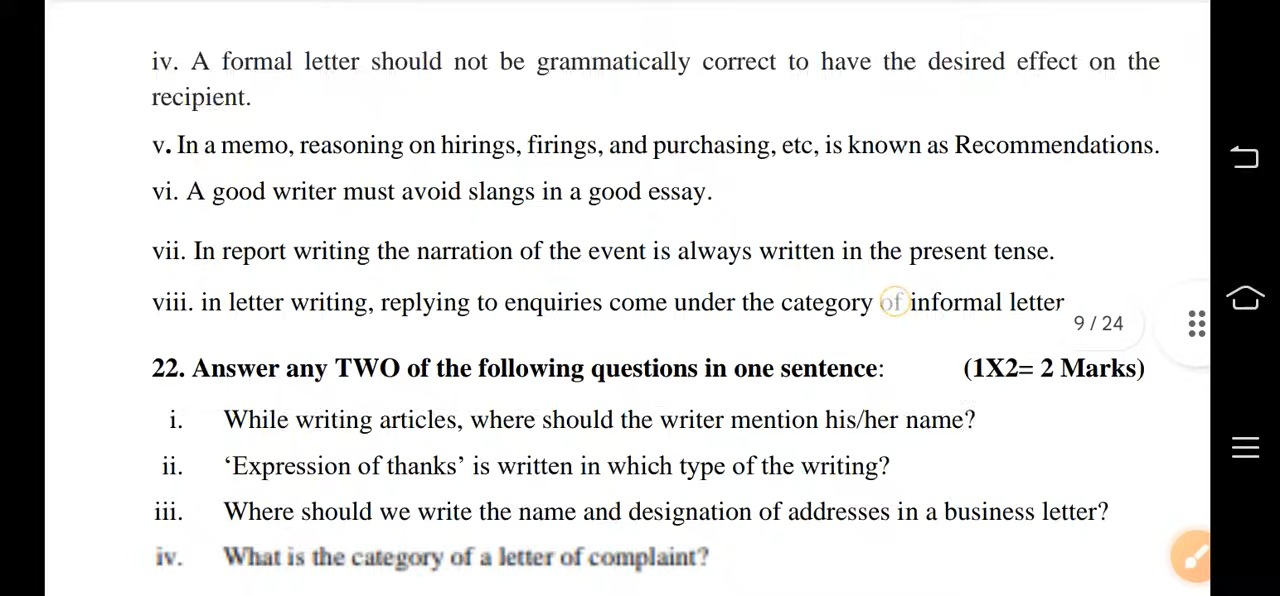 iv. A formal letter should not be grammatically correct to have the desired effect on the
recipient.
v. In a memo, reasoning on hirings, firings, and purchasing, etc, is known as Recommendations.
vi. A good writer must avoid slangs in a good essay.
vii. In report writing the narration of the event is always written in the present tense.
viii. in letter writing, replying to enquiries come under the category of informal letter
9 / 24
22. Answer any TWO of the following questions in one sentence: (1X2= 2 Marks)
i. While writing articles, where should the writer mention his/her name?
ii. ‘Expression of thanks’ is written in which type of the writing?
iii. Where should we write the name and designation of addresses in a business letter?
iv. What is the category of a letter of complaint?